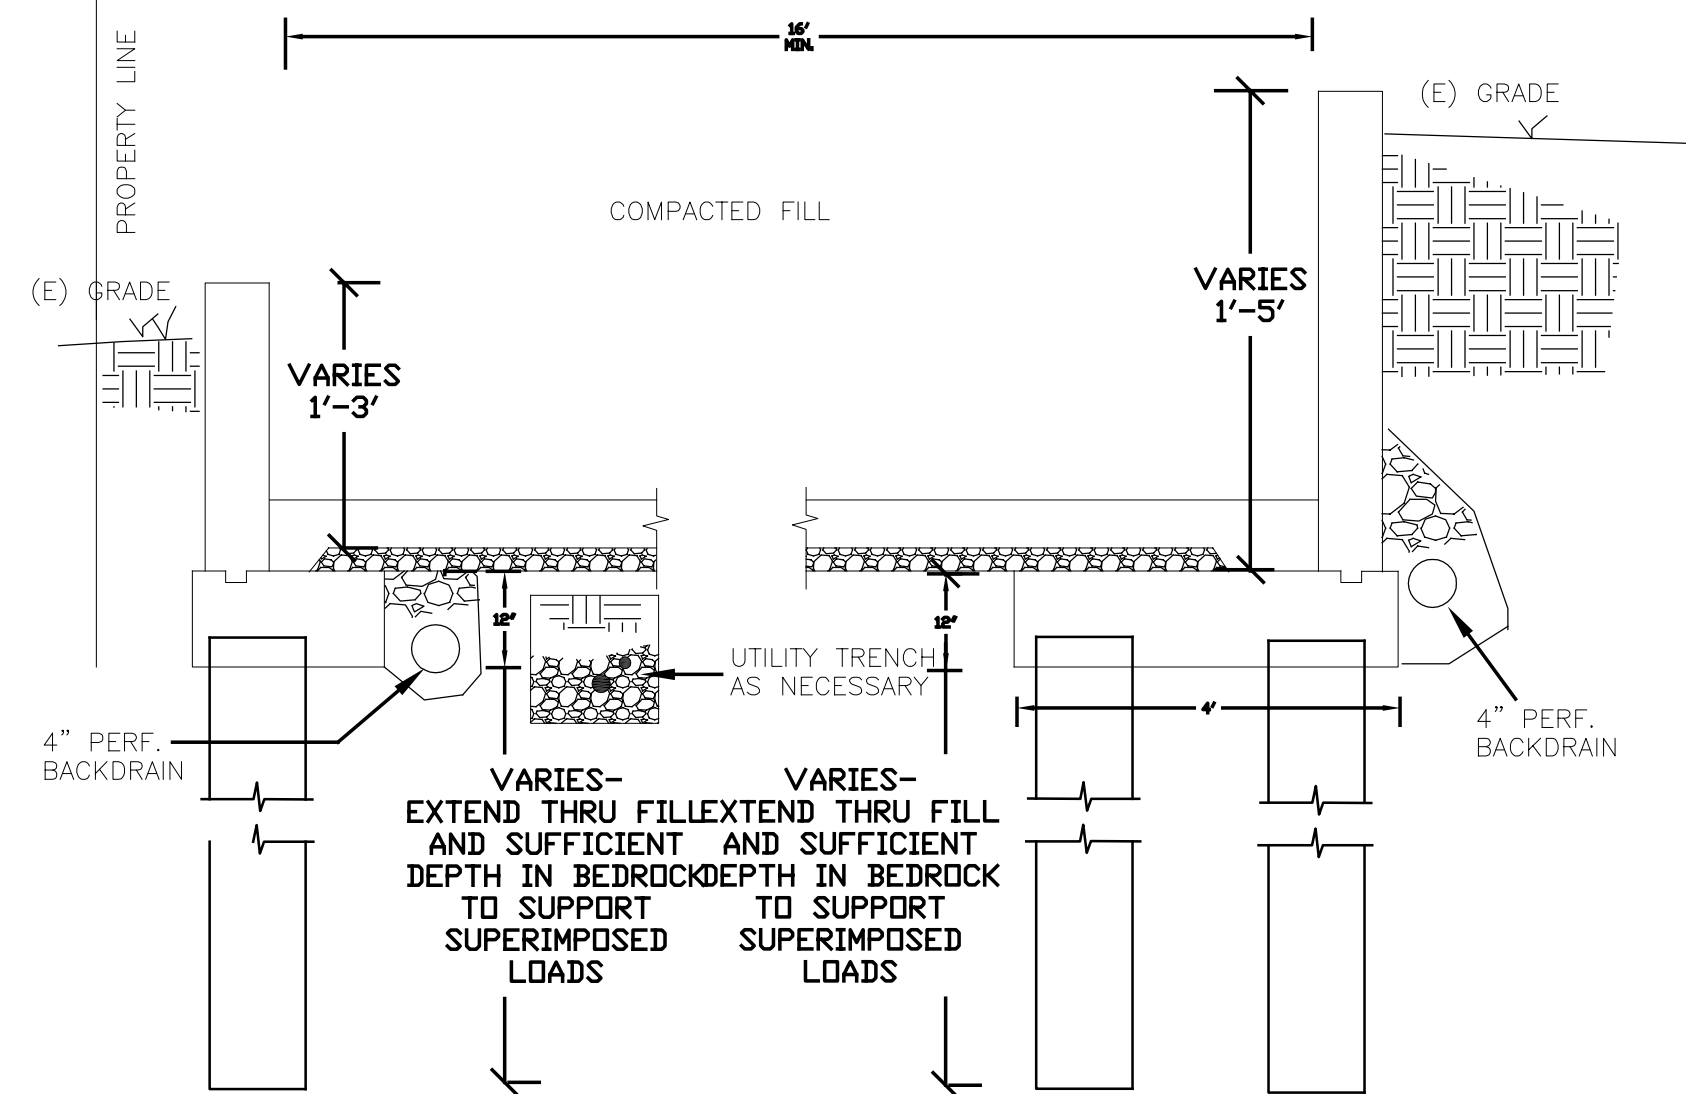 16'
MIN.
PROPERTY LINE
(E) GRADE
COMPACTED FILL
VARIES
1'-5'
(E) GRADE
VARIES
1'-3'
12"
12"
UTILITY TRENCH
AS NECESSARY
4'
4" PERF.
BACKDRAIN
4" PERF.
BACKDRAIN
VARIES-
EXTEND THRU FILL
AND SUFFICIENT
DEPTH IN BEDROCK
TO SUPPORT
SUPERIMPOSED
LOADS
VARIES-
EXTEND THRU FILL
AND SUFFICIENT
DEPTH IN BEDROCK
TO SUPPORT
SUPERIMPOSED
LOADS